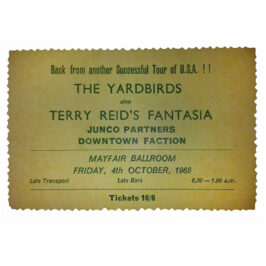 Back from another Successful Tour of U.S.A. !!
THE YARDBIRDS
also
TERRY REID'S FANTASIA
JUNCO PARTNERS
DOWNTOWN FACTION
MAYFAIR BALLROOM
FRIDAY, 4th OCTOBER, 1968
Late Transport Late Bars 8.00 — 1.00 a.m.
Tickets 10/6